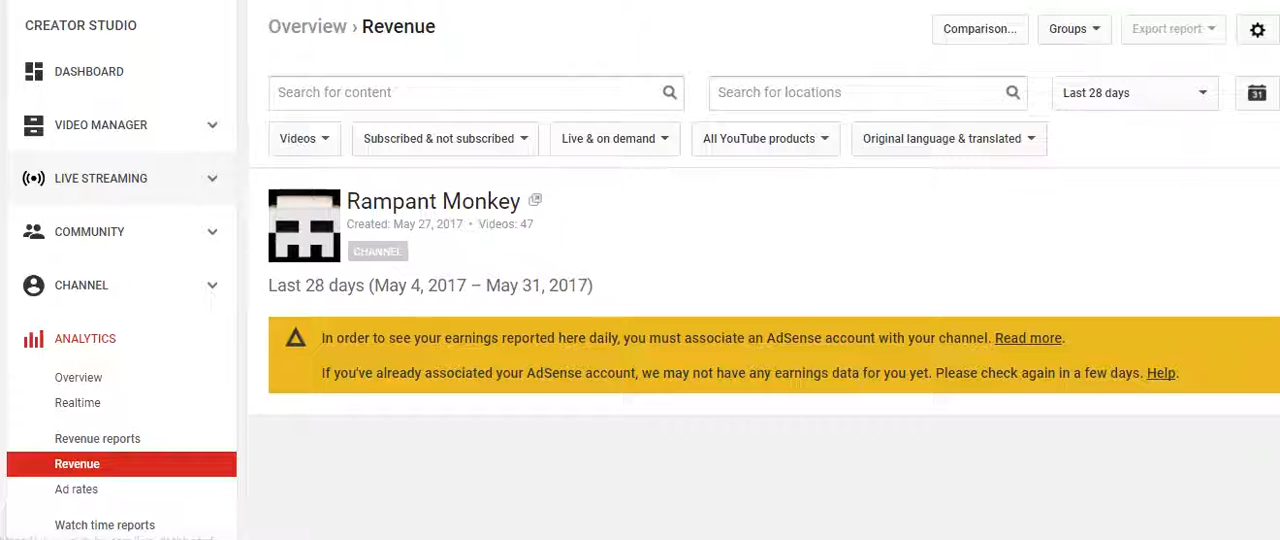 CREATOR STUDIO
Overview › Revenue
Comparison...
Groups
Export report
DASHBOARD
Search for content
Search for locations
Last 28 days
31
VIDEO MANAGER
Videos
Subscribed & not subscribed
Live & on demand
All YouTube products
Original language & translated
LIVE STREAMING
Rampant Monkey
Created: May 27, 2017 • Videos: 47
COMMUNITY
CHANNEL
CHANNEL
Last 28 days (May 4, 2017 – May 31, 2017)
ANALYTICS
In order to see your earnings reported here daily, you must associate an AdSense account with your channel. Read more.
If you've already associated your AdSense account, we may not have any earnings data for you yet. Please check again in a few days. Help.
Overview
Realtime
Revenue reports
Revenue
Ad rates
Watch time reports